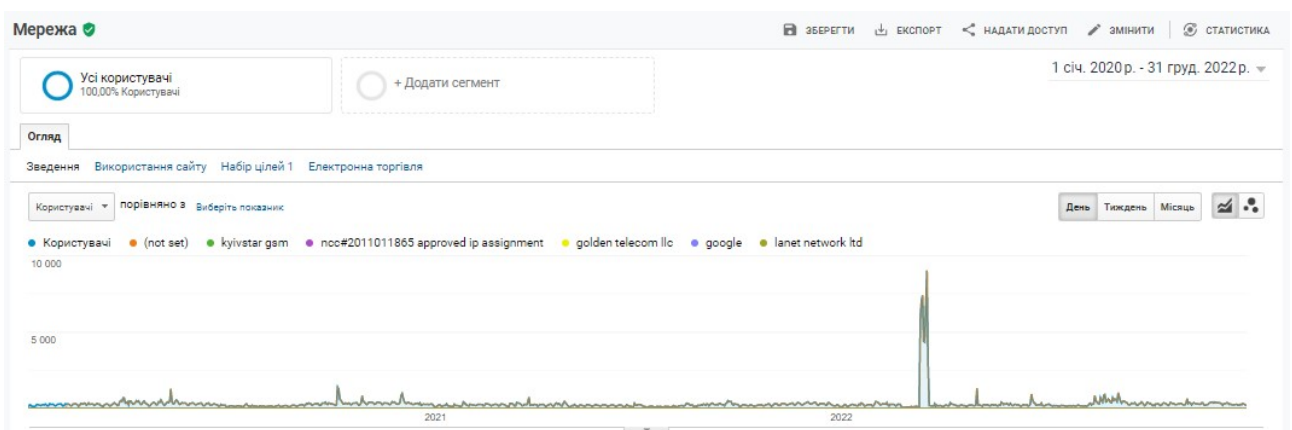 Мережа
ЗБЕРЕГТИ ЕКСПОРТ НАДАТИ ДОСТУП ЗМІНИТИ СТАТИСТИКА
Усі користувачі
100,00% Користувачі
+ Додати сегмент
1 січ. 2020 р. - 31 груд. 2022 р.
Огляд
Зведення Використання сайту Набір цілей 1 Електронна торгівля
Користувачі порівняно з Виберіть показник
День Тиждень Місяць
Користувачі (not set) kyivstar gsm ncc#2011011865 approved ip assignment golden telecom llc google lanet network ltd
10 000
5 000
2021 2022